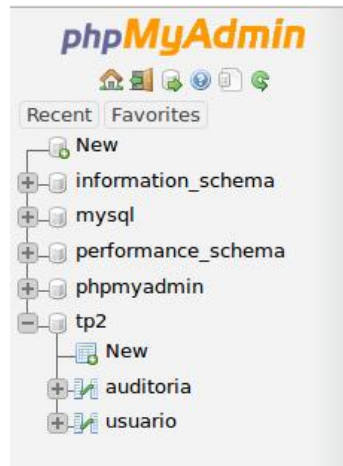 phpMyAdmin
Recent Favorites
New
information_schema
mysql
performance_schema
phpmyadmin
tp2
New
auditoria
usuario